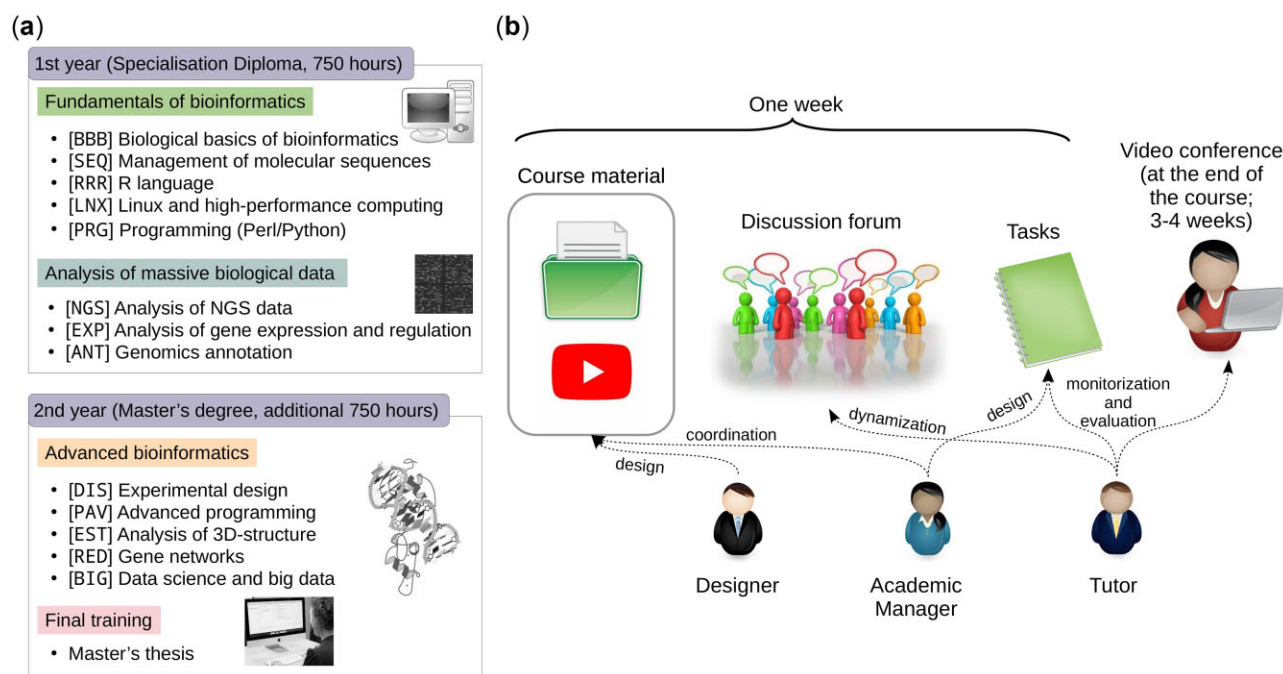 (a)
1st year (Specialisation Diploma, 750 hours)
Fundamentals of bioinformatics
• [BBB] Biological basics of bioinformatics
• [SEQ] Management of molecular sequences
• [RRR] R language
• [LNX] Linux and high-performance computing
• [PRG] Programming (Perl/Python)
Analysis of massive biological data
• [NGS] Analysis of NGS data
• [EXP] Analysis of gene expression and regulation
• [ANT] Genomics annotation
2nd year (Master's degree, additional 750 hours)
Advanced bioinformatics
• [DIS] Experimental design
• [PAV] Advanced programming
• [EST] Analysis of 3D-structure
• [RED] Gene networks
• [BIG] Data science and big data
Final training
• Master's thesis
(b)
One week
Course material
Discussion forum
Tasks
Video conference
(at the end of
the course;
3-4 weeks)
coordination
design
dynamization
design
monitorization
and
evaluation
Designer
Academic
Manager
Tutor